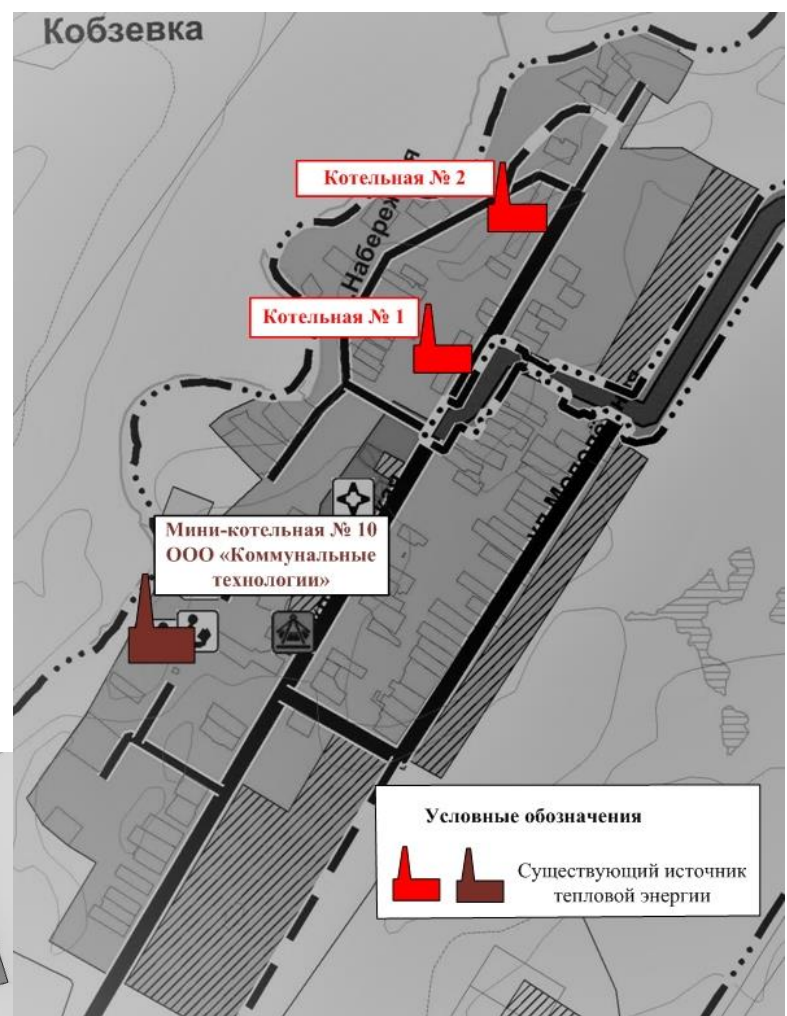 Кобзевка
Котельная № 2
Котельная № 1
Мини-котельная № 10
ООО «Коммунальные
технологии»
Условные обозначения
Существующий источник
тепловой энергии